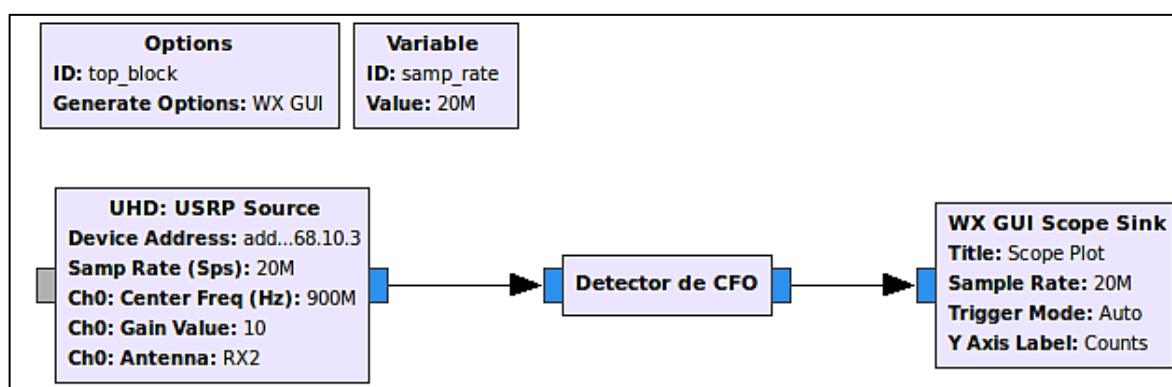 Options
ID: top_block
Generate Options: WX GUI
Variable
ID: samp_rate
Value: 20M
UHD: USRP Source
Device Address: add...68.10.3
Samp Rate (Sps): 20M
Ch0: Center Freq (Hz): 900M
Ch0: Gain Value: 10
Ch0: Antenna: RX2
Detector de CFO
WX GUI Scope Sink
Title: Scope Plot
Sample Rate: 20M
Trigger Mode: Auto
Y Axis Label: Counts